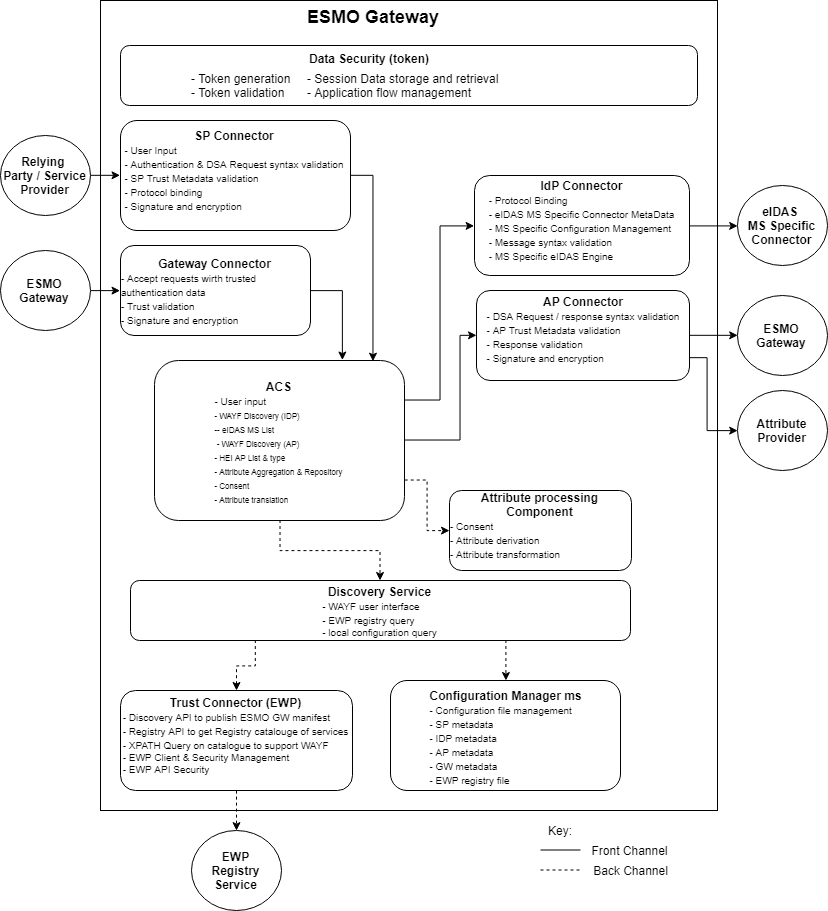 ESMO Gateway
Data Security (token)
- Token generation - Session Data storage and retrieval
- Token validation - Application flow management
SP Connector
- User Input
- Authentication & DSA Request syntax validation
- SP Trust Metadata validation
- Protocol binding
- Signature and encryption
Relying
Party / Service
Provider
IdP Connector
- Protocol Binding
- eIDAS MS Specific Connector MetaData
- MS Specific Configuration Management
- Message syntax validation
- MS Specific eIDAS Engine
eIDAS
MS Specific
Connector
Gateway Connector
- Accept requests wirth trusted
authentication data
- Trust validation
- Signature and encryption
ESMO
Gateway
AP Connector
- DSA Request / response syntax validation
- AP Trust Metadata validation
- Response validation
- Signature and encryption
ESMO
Gateway
ACS
- User input
- WAYF Discovery (IDP)
-- eIDAS MS List
- WAYF Discovery (AP)
- HEI AP List & type
- Attribute Aggregation & Repository
- Consent
- Attribute translation
Attribute
Provider
Attribute processing
Component
- Consent
- Attribute derivation
- Attribute transformation
Discovery Service
- WAYF user interface
- EWP registry query
- local configuration query
Trust Connector (EWP)
- Discovery API to publish ESMO GW manifest
- Registry API to get Registry catalouge of services
- XPATH Query on catalogue to support WAYF
- EWP Client & Security Management
- EWP API Security
Configuration Manager ms
- Configuration file management
- SP metadata
- IDP metadata
- AP metadata
- GW metadata
- EWP registry file
EWP
Registry
Service
Key:
Front Channel
Back Channel